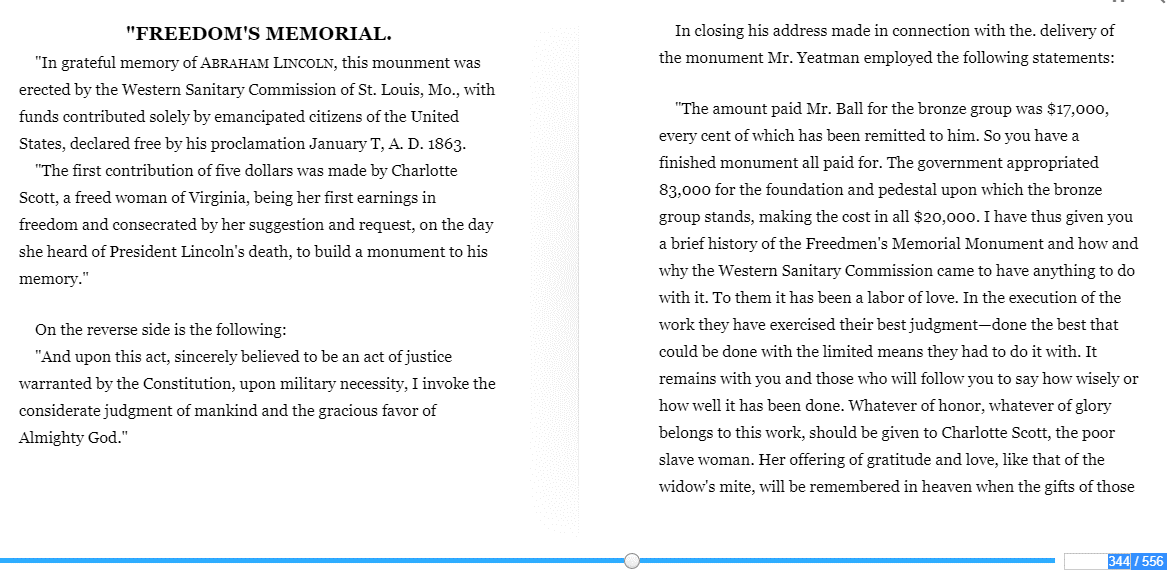 "FREEDOM'S MEMORIAL.
"In grateful memory of ABRAHAM LINCOLN, this mounment was
erected by the Western Sanitary Commission of St. Louis, Mo., with
funds contributed solely by emancipated citizens of the United
States, declared free by his proclamation January T, A. D. 1863.
"The first contribution of five dollars was made by Charlotte
Scott, a freed woman of Virginia, being her first earnings in
freedom and consecrated by her suggestion and request, on the day
she heard of President Lincoln's death, to build a monument to his
memory."
On the reverse side is the following:
"And upon this act, sincerely believed to be an act of justice
warranted by the Constitution, upon military necessity, I invoke the
considerate judgment of mankind and the gracious favor of
Almighty God."
In closing his address made in connection with the. delivery of
the monument Mr. Yeatman employed the following statements:
"The amount paid Mr. Ball for the bronze group was $17,000,
every cent of which has been remitted to him. So you have a
finished monument all paid for. The government appropriated
83,000 for the foundation and pedestal upon which the bronze
group stands, making the cost in all $20,000. I have thus given you
a brief history of the Freedmen's Memorial Monument and how and
why the Western Sanitary Commission came to have anything to do
with it. To them it has been a labor of love. In the execution of the
work they have exercised their best judgment—done the best that
could be done with the limited means they had to do it with. It
remains with you and those who will follow you to say how wisely or
how well it has been done. Whatever of honor, whatever of glory
belongs to this work, should be given to Charlotte Scott, the poor
slave woman. Her offering of gratitude and love, like that of the
widow's mite, will be remembered in heaven when the gifts of those
344 / 556